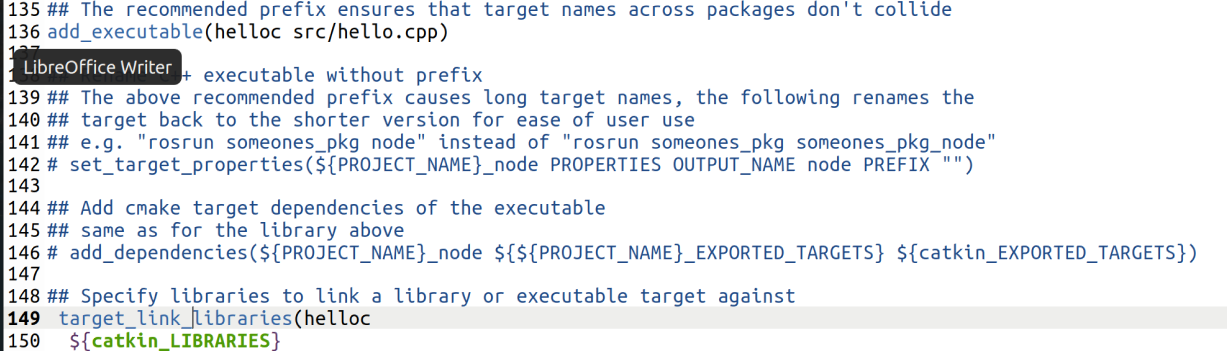 135 ## The recommended prefix ensures that target names across packages don't collide
136 add_executable(helloc src/hello.cpp)
137
LibreOffice Writer
138 ## Rename C++ executable without prefix
139 ## The above recommended prefix causes long target names, the following renames the
140 ## target back to the shorter version for ease of user use
141 ## e.g. "rosrun someones_pkg node" instead of "rosrun someones_pkg someones_pkg_node"
142 # set_target_properties(${PROJECT_NAME}_node PROPERTIES OUTPUT_NAME node PREFIX "")
143
144 ## Add cmake target dependencies of the executable
145 ## same as for the library above
146 # add_dependencies(${PROJECT_NAME}_node ${${PROJECT_NAME}_EXPORTED_TARGETS} ${catkin_EXPORTED_TARGETS})
147
148 ## Specify libraries to link a library or executable target against
149 target_link_libraries(helloc
150 ${catkin_LIBRARIES}